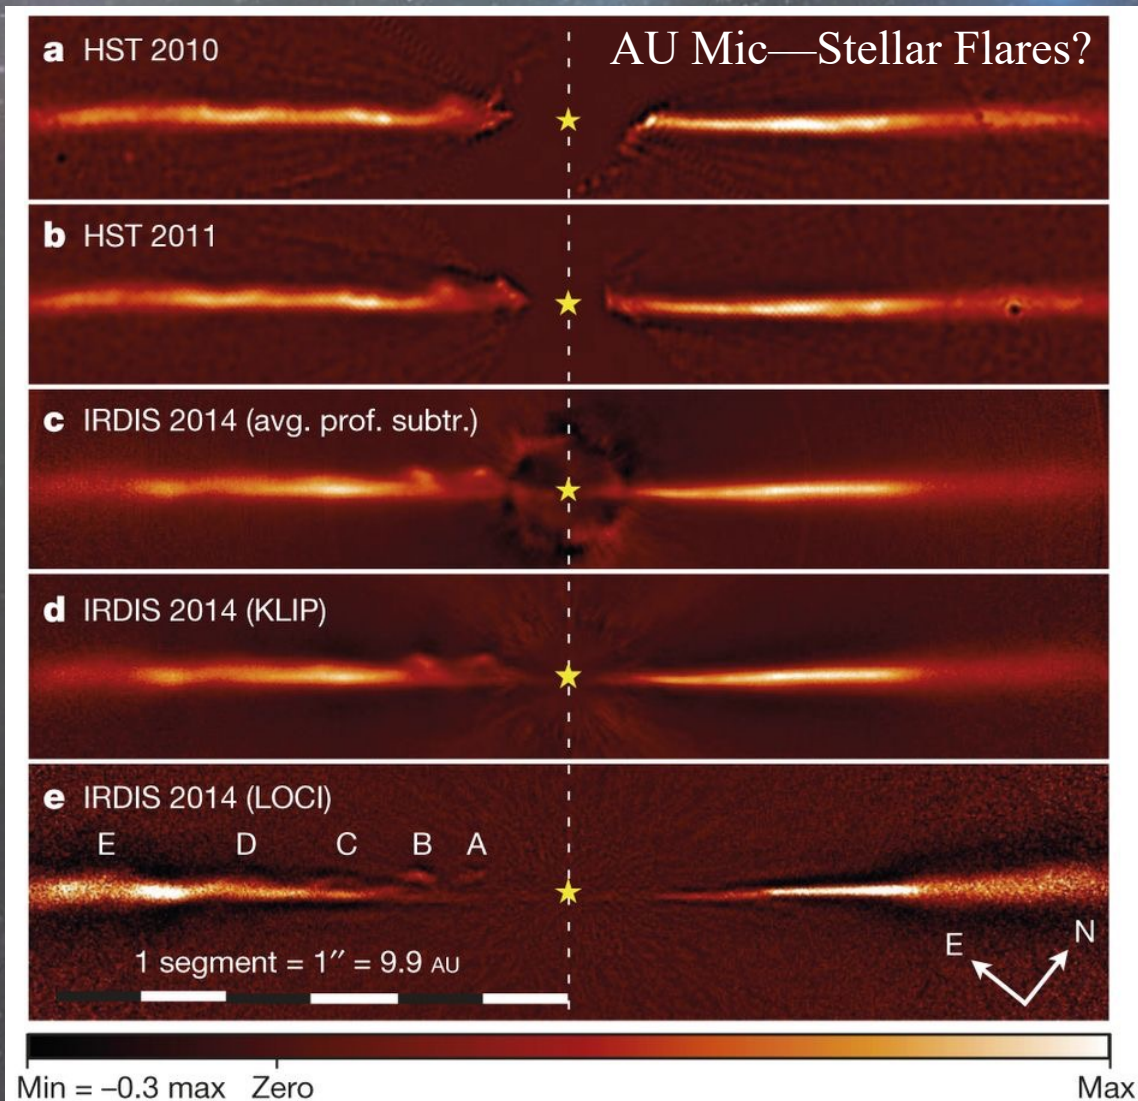 a HST 2010
AU Mic—Stellar Flares?
b HST 2011
c IRDIS 2014 (avg. prof. subtr.)
d IRDIS 2014 (KLIP)
e IRDIS 2014 (LOCI)
E D C B A
1 segment = 1″ = 9.9 AU
E N
Min = –0.3 max Zero Max